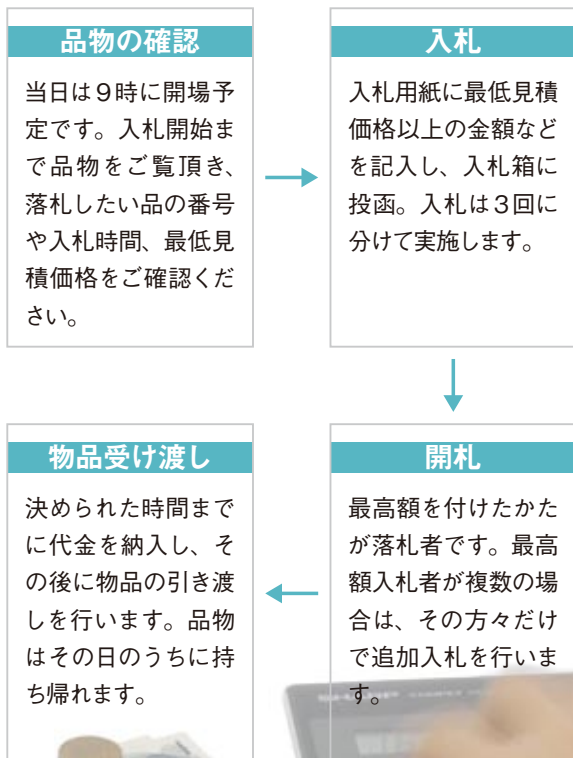 品物の確認
当日は9時に開場予
定です。入札開始ま
で品物をご覧頂き、
落札したい品の番号
や入札時間、最低見
積価格をご確認くだ
さい。
入札
入札用紙に最低見積
価格以上の金額など
を記入し、入札箱に
投函。入札は3回に
分けて実施します。
開札
最高額を付けたかた
が落札者です。最高
額入札者が複数の場
合は、その方々だけ
で追加入札を行いま
す。
物品受け渡し
決められた時間まで
に代金を納入し、そ
の後に物品の引き渡
しを行います。品物
はその日のうちに持
ち帰れます。